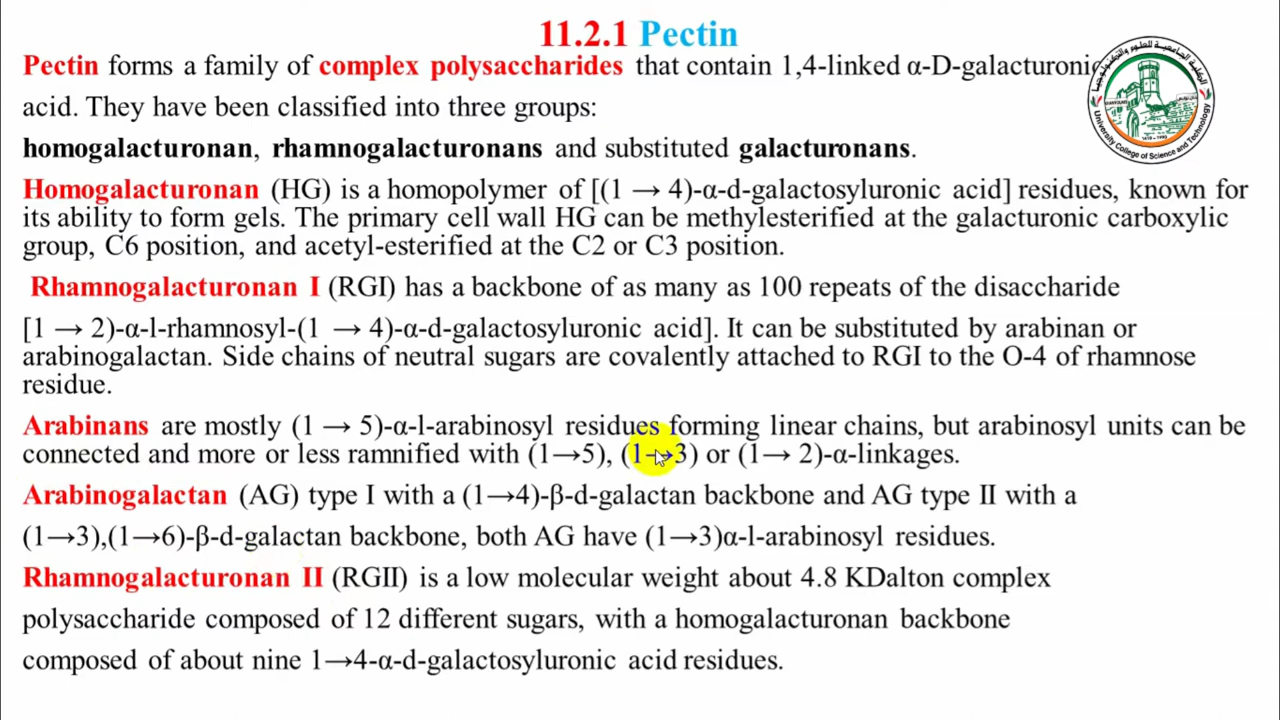 11.2.1 Pectin
Pectin forms a family of complex polysaccharides that contain 1,4-linked α-D-galacturonic
acid. They have been classified into three groups:
homogalacturonan, rhamnogalacturonans and substituted galacturonans.
Homogalacturonan (HG) is a homopolymer of [(1 → 4)-α-d-galactosyluronic acid] residues, known for
its ability to form gels. The primary cell wall HG can be methylesterified at the galacturonic carboxylic
group, C6 position, and acetyl-esterified at the C2 or C3 position.
Rhamnogalacturonan I (RGI) has a backbone of as many as 100 repeats of the disaccharide
[1 → 2)-α-l-rhamnosyl-(1 → 4)-α-d-galactosyluronic acid]. It can be substituted by arabinan or
arabinogalactan. Side chains of neutral sugars are covalently attached to RGI to the O-4 of rhamnose
residue.
Arabinans are mostly (1 → 5)-α-l-arabinosyl residues forming linear chains, but arabinosyl units can be
connected and more or less ramnified with (1→5), (1→3) or (1→ 2)-α-linkages.
Arabinogalactan (AG) type I with a (1→4)-β-d-galactan backbone and AG type II with a
(1→3),(1→6)-β-d-galactan backbone, both AG have (1→3)α-l-arabinosyl residues.
Rhamnogalacturonan II (RGII) is a low molecular weight about 4.8 KDalton complex
polysaccharide composed of 12 different sugars, with a homogalacturonan backbone
composed of about nine 1→4-α-d-galactosyluronic acid residues.
University College of Science and Technology